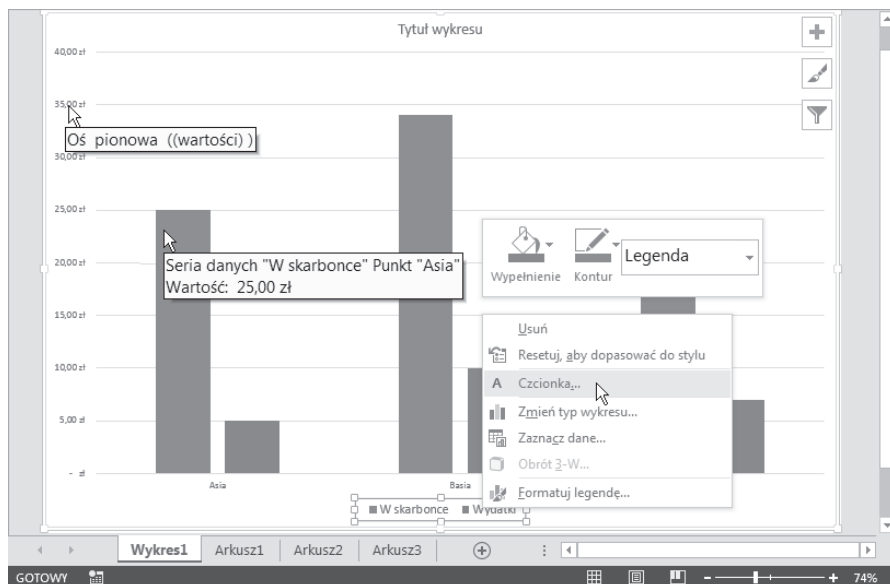 Tytuł wykresu
40,00 zł
35,00 zł
Oś pionowa ((wartości) )
30,00 zł
25,00 zł
Seria danych "W skarbonce" Punkt "Asia"
Wartość: 25,00 zł
Wypełnienie Kontur Legenda
20,00 zł
15,00 zł
Usuń
Resetuj, aby dopasować do stylu
10,00 zł
A Czcionka...
Zmień typ wykresu...
Zaznacz dane...
5,00 zł
Obrót 3-W...
- zł
Formatuj legendę...
Asia Basia
W skarbonce Wydatki
Wykres1 Arkusz1 Arkusz2 Arkusz3
GOTOWY 74%